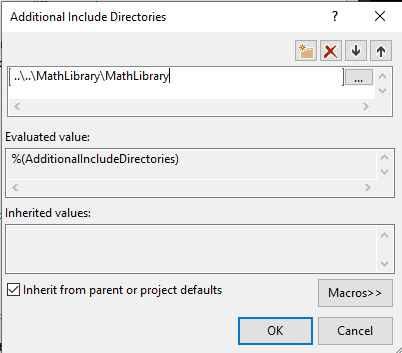 Additional Include Directories
..\..\MathLibrary\MathLibrary
...
Evaluated value:
%(AdditionalIncludeDirectories)
Inherited values:
Inherit from parent or project defaults
Macros>>
OK
Cancel